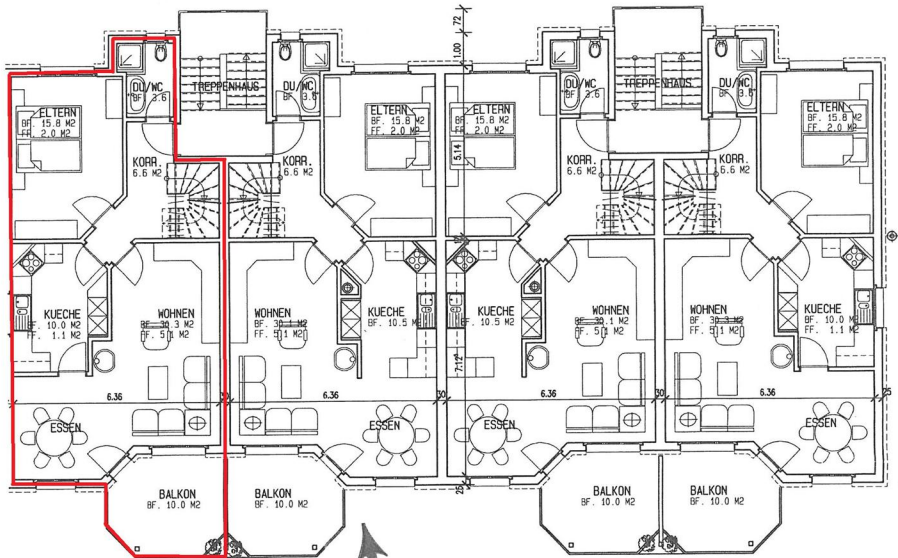 72
1.00
DU/WC
BF. 3.6
TREPPENHAUS
DU/WC
BF 3.6
DU/WC
BF 3.6
TREPPENHAUS
DU/WC
BF. 3.6
ELTERN
BF. 15.8 M2
FF. 2.0 M2
ELTERN
BF. 15.8 M2
FF. 2.0 M2
ELTERN
BF. 15.8 M2
FF. 2.0 M2
ELTERN
BF. 15.8 M2
FF. 2.0 M2
5.14
KORR.
6.6 M2
KORR.
6.6 M2
KORR.
6.6 M2
KORR.
6.6 M2
KUECHE
BF. 10.0 M2
FF. 1.1 M2
WOHNEN
BF 30.3 M2
FF. 5.1 M2
WOHNEN
BF. 30.1 M2
FF. 5.1 M2
KUECHE
BF. 10.5 M2
KUECHE
BF. 10.5 M2
WOHNEN
BF 30.1 M2
FF. 5.1 M2
WOHNEN
BF. 30.3 M2
FF. 5.1 M2
KUECHE
BF. 10.0 M2
FF. 1.1 M2
7.12
6.36
6.36
30
6.36
30
6.36
25
ESSEN
ESSEN
ESSEN
ESSEN
25
BALKON
BF. 10.0 M2
BALKON
BF. 10.0 M2
BALKON
BF. 10.0 M2
BALKON
BF. 10.0 M2